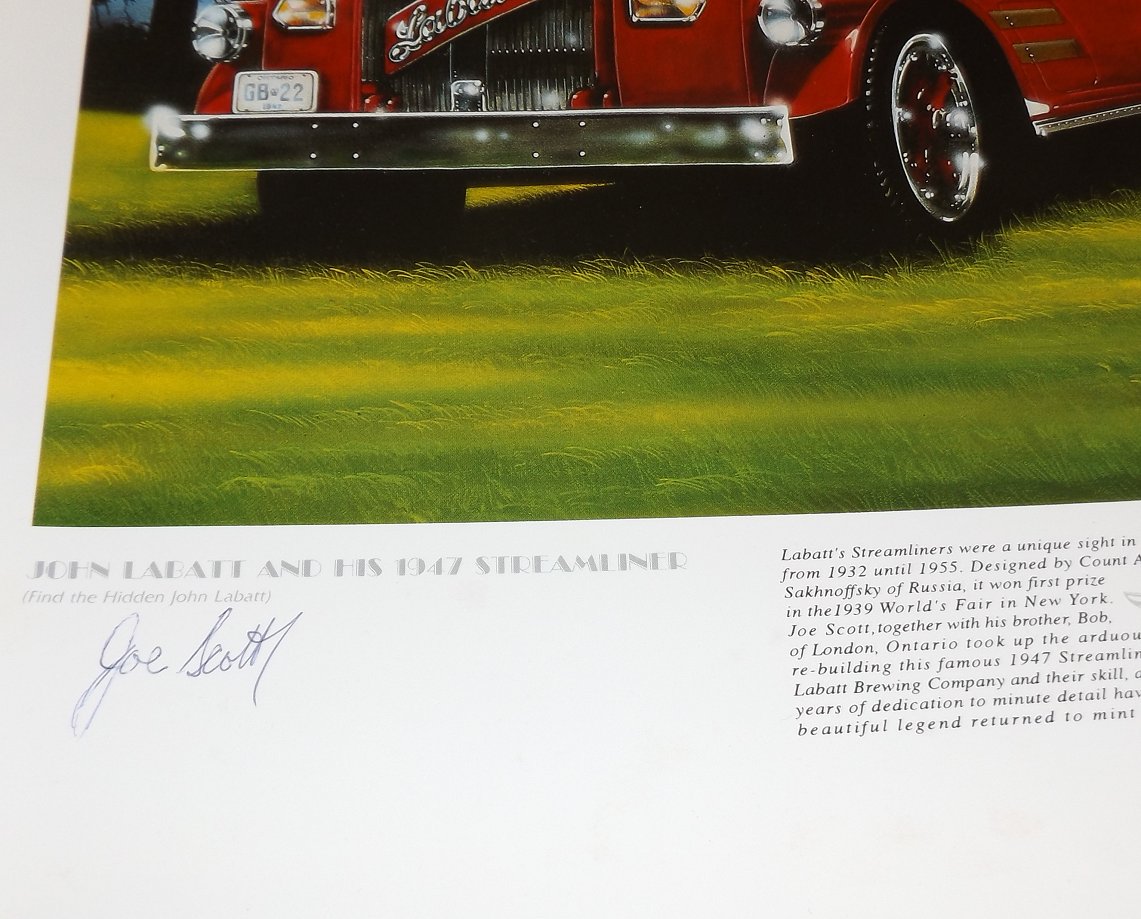 Labatt
ONTARIO
GB 22
1947
JOHN LABATT AND HIS 1947 STREAMLINER
(Find the Hidden John Labatt)
Joe Scott
Labatt's Streamliners were a unique sight in
from 1932 until 1955. Designed by Count A
Sakhnoffsky of Russia, it won first prize
in the1939 World's Fair in New York.
Joe Scott,together with his brother, Bob,
of London, Ontario took up the arduou
re-building this famous 1947 Streamlin
Labatt Brewing Company and their skill, a
years of dedication to minute detail hav
beautiful legend returned to mint